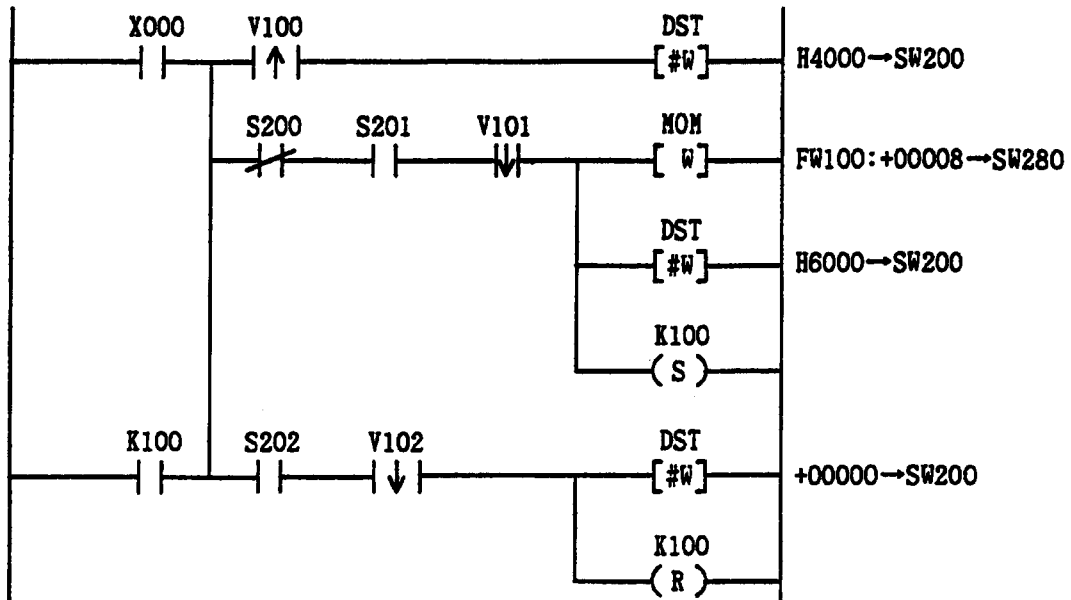 X000 V100 DST
[#W] H4000→SW200
S200 S201 V101 MOM
[ W] FW100:+00008→SW280
DST
[#W] H6000→SW200
K100
( S )
K100 S202 V102 DST
[#W] +00000→SW200
K100
( R )